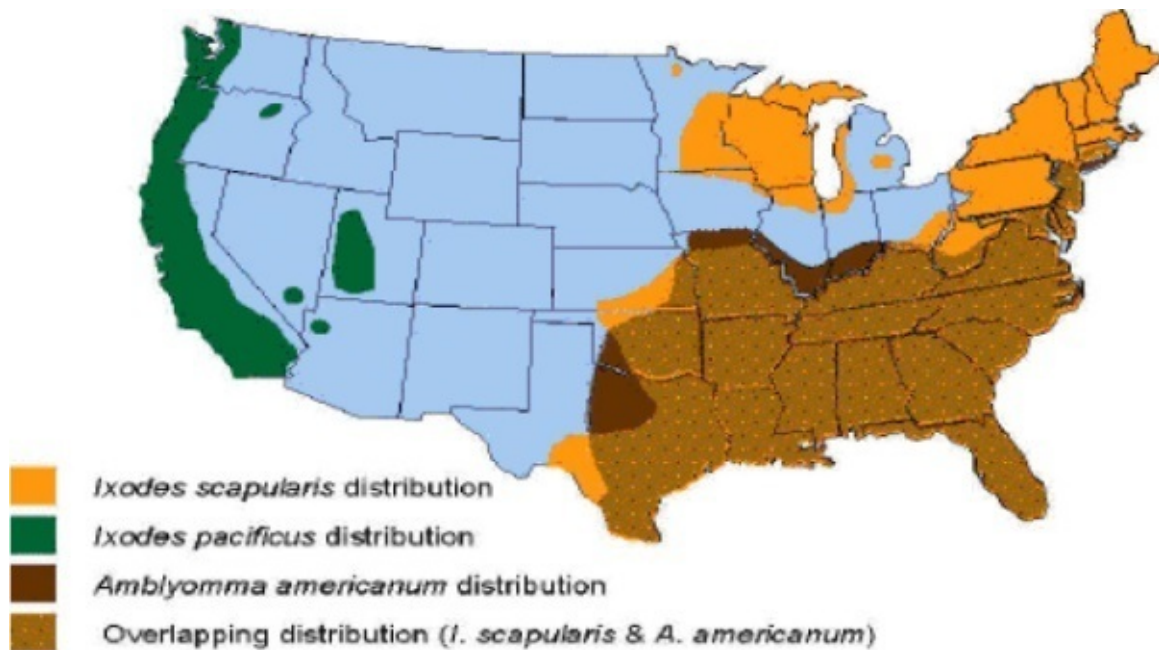 Ixodes scapularis distribution
Ixodes pacificus distribution
Amblyomma americanum distribution
Overlapping distribution (I. scapularis & A. americanum)